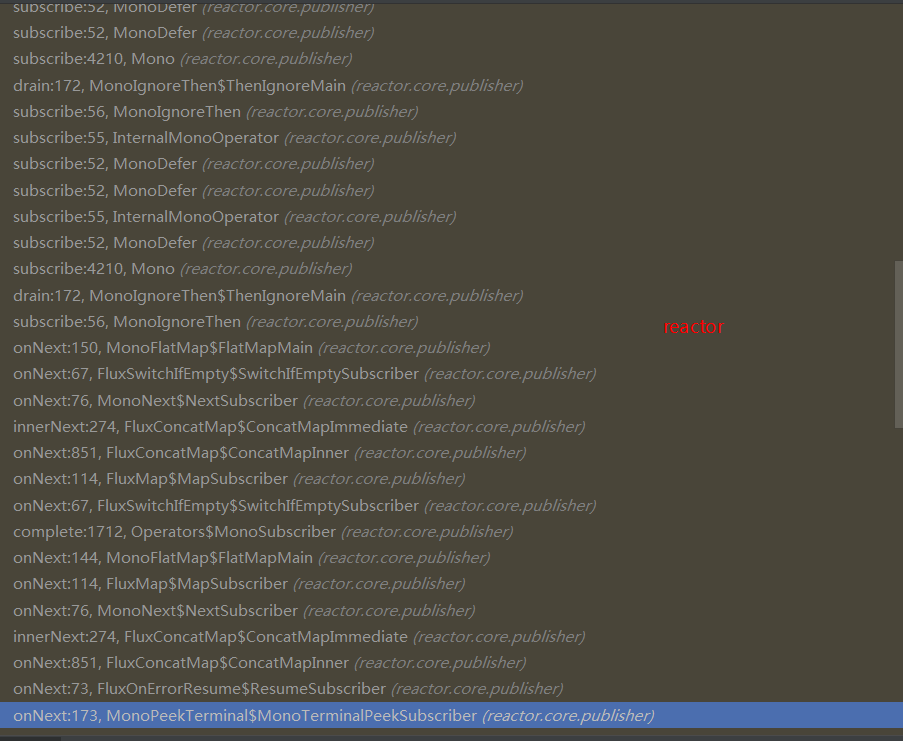 subscribe:52, MonoDefer (reactor.core.publisher)
subscribe:52, MonoDefer (reactor.core.publisher)
subscribe:4210, Mono (reactor.core.publisher)
drain:172, MonoIgnoreThen$ThenIgnoreMain (reactor.core.publisher)
subscribe:56, MonoIgnoreThen (reactor.core.publisher)
subscribe:55, InternalMonoOperator (reactor.core.publisher)
subscribe:52, MonoDefer (reactor.core.publisher)
subscribe:52, MonoDefer (reactor.core.publisher)
subscribe:55, InternalMonoOperator (reactor.core.publisher)
subscribe:52, MonoDefer (reactor.core.publisher)
subscribe:4210, Mono (reactor.core.publisher)
drain:172, MonoIgnoreThen$ThenIgnoreMain (reactor.core.publisher)
subscribe:56, MonoIgnoreThen (reactor.core.publisher)
reactor
onNext:150, MonoFlatMap$FlatMapMain (reactor.core.publisher)
onNext:67, FluxSwitchIfEmpty$SwitchIfEmptySubscriber (reactor.core.publisher)
onNext:76, MonoNext$NextSubscriber (reactor.core.publisher)
innerNext:274, FluxConcatMap$ConcatMapImmediate (reactor.core.publisher)
onNext:851, FluxConcatMap$ConcatMapInner (reactor.core.publisher)
onNext:114, FluxMap$MapSubscriber (reactor.core.publisher)
onNext:67, FluxSwitchIfEmpty$SwitchIfEmptySubscriber (reactor.core.publisher)
complete:1712, Operators$MonoSubscriber (reactor.core.publisher)
onNext:144, MonoFlatMap$FlatMapMain (reactor.core.publisher)
onNext:114, FluxMap$MapSubscriber (reactor.core.publisher)
onNext:76, MonoNext$NextSubscriber (reactor.core.publisher)
innerNext:274, FluxConcatMap$ConcatMapImmediate (reactor.core.publisher)
onNext:851, FluxConcatMap$ConcatMapInner (reactor.core.publisher)
onNext:73, FluxOnErrorResume$ResumeSubscriber (reactor.core.publisher)
onNext:173, MonoPeekTerminal$MonoTerminalPeekSubscriber (reactor.core.publisher)